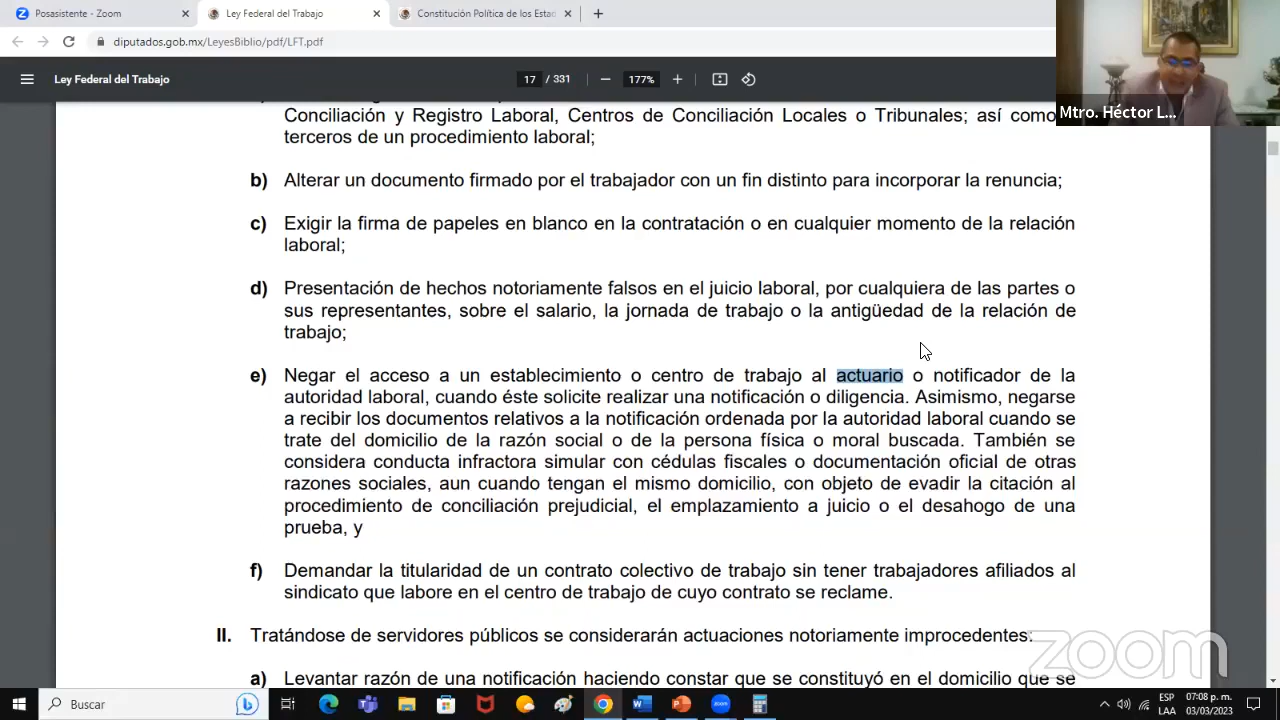 Posasistente - Zoom
Ley Federal del Trabajo
Constitución Política de los Estad
diputados.gob.mx/LeyesBiblio/pdf/LFT.pdf
Ley Federal del Trabajo
17 / 331
177%
Mtro. Héctor L...
Conciliación y Registro Laboral, Centros de Conciliación Locales o Tribunales; así como
terceros de un procedimiento laboral;
b) Alterar un documento firmado por el trabajador con un fin distinto para incorporar la renuncia;
c) Exigir la firma de papeles en blanco en la contratación o en cualquier momento de la relación
laboral;
d) Presentación de hechos notoriamente falsos en el juicio laboral, por cualquiera de las partes o
sus representantes, sobre el salario, la jornada de trabajo o la antigüedad de la relación de
trabajo;
e) Negar el acceso a un establecimiento o centro de trabajo al actuario o notificador de la
autoridad laboral, cuando éste solicite realizar una notificación o diligencia. Asimismo, negarse
a recibir los documentos relativos a la notificación ordenada por la autoridad laboral cuando se
trate del domicilio de la razón social o de la persona física o moral buscada. También se
considera conducta infractora simular con cédulas fiscales o documentación oficial de otras
razones sociales, aun cuando tengan el mismo domicilio, con objeto de evadir la citación al
procedimiento de conciliación prejudicial, el emplazamiento a juicio o el desahogo de una
prueba, y
f) Demandar la titularidad de un contrato colectivo de trabajo sin tener trabajadores afiliados al
sindicato que labore en el centro de trabajo de cuyo contrato se reclame.
II. Tratándose de servidores públicos se considerarán actuaciones notoriamente improcedentes:
a) Levantar razón de una notificación haciendo constar que se constituyó en el domicilio que se
zoom
Buscar
ESP
LAA
07:08 p. m.
03/03/2023